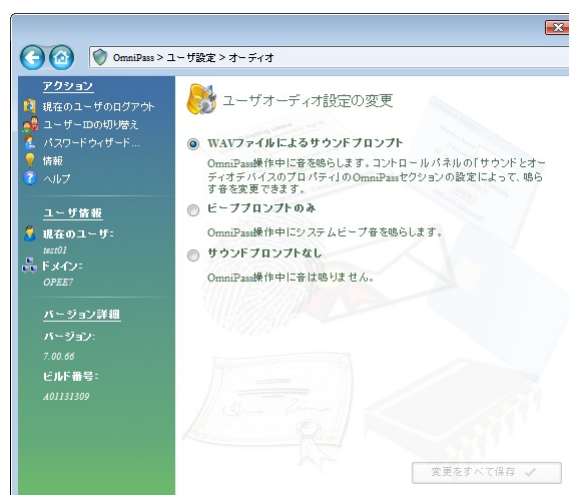 OmniPass > ユーザ設定 > オーディオ
アクション
現在のユーザのログアウト
ユーザーIDの切り替え
パスワードウィザード...
情報
ヘルプ
ユーザ情報
現在のユーザ:
test01
ドメイン:
OPEE7
バージョン詳細
バージョン:
7.00.66
ビルド番号:
A01131309
ユーザオーディオ設定の変更
WAVファイルによるサウンドプロンプト
OmniPass操作中に音を鳴らします。コントロールパネルの「サウンドとオー
ディオデバイスのプロパティ」のOmniPassセクションの設定によって、鳴ら
す音を変更できます。
ビーププロンプトのみ
OmniPass操作中にシステムビープ音を鳴らします。
サウンドプロンプトなし
OmniPass操作中に音は鳴りません。
変更をすべて保存